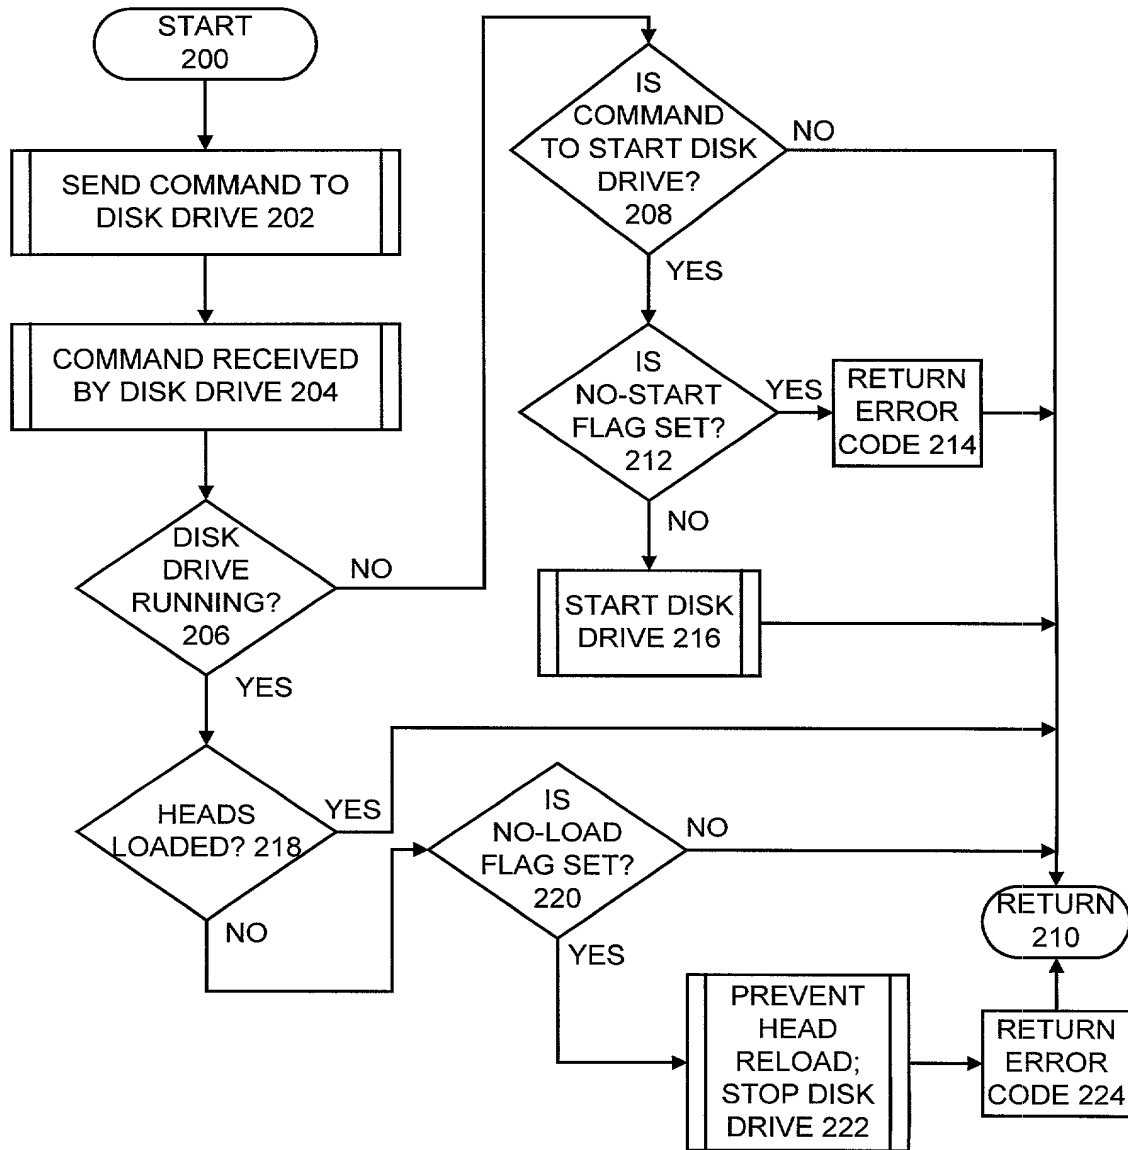 START
200
SEND COMMAND TO
DISK DRIVE 202
COMMAND RECEIVED
BY DISK DRIVE 204
DISK
DRIVE
RUNNING?
206
NO
YES
IS
COMMAND
TO START DISK
DRIVE?
208
NO
YES
IS
NO-START
FLAG SET?
212
YES
RETURN
ERROR
CODE 214
NO
START DISK
DRIVE 216
HEADS
LOADED? 218
YES
NO
IS
NO-LOAD
FLAG SET?
220
NO
YES
PREVENT
HEAD
RELOAD;
STOP DISK
DRIVE 222
RETURN
ERROR
CODE 224
RETURN
210